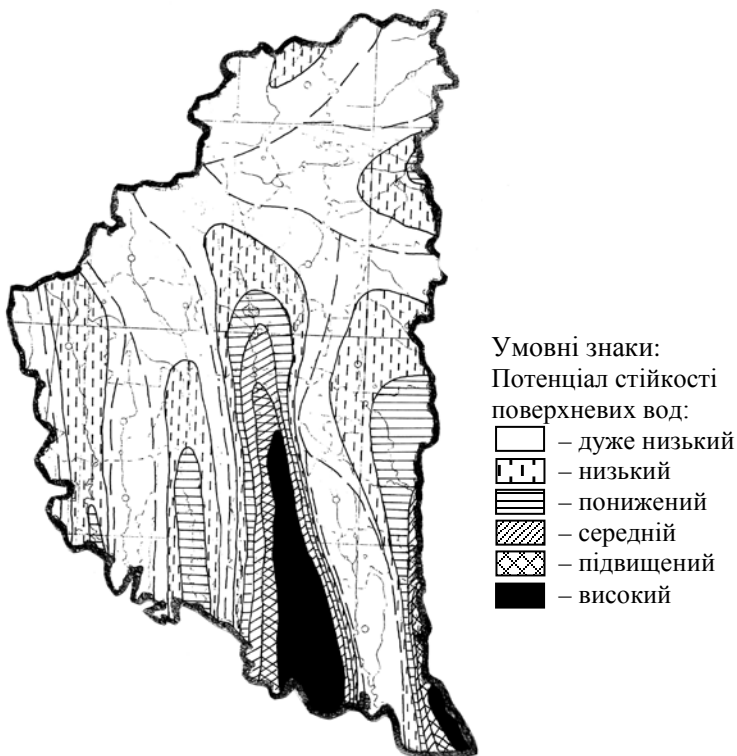 Умовні знаки:
Потенціал стійкості
поверхневих вод:
– дуже низький
– низький
– понижений
– середній
– підвищений
– високий